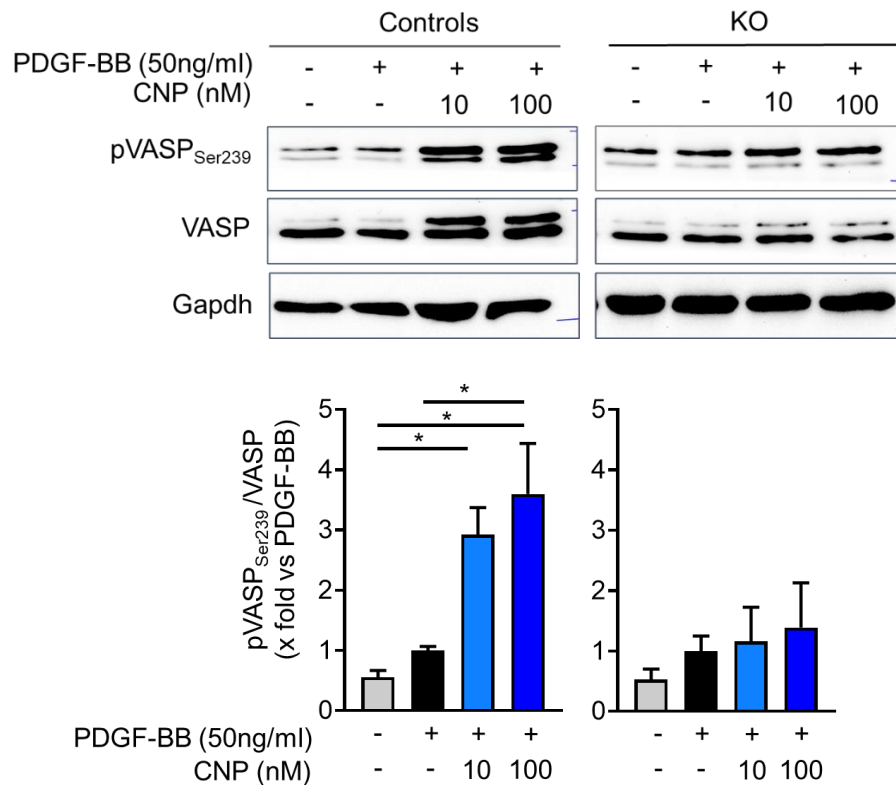 Controls KO
PDGF-BB (50ng/ml) - + + + - + + +
CNP (nM) - - 10 100 - - 10 100
pVASPSer239
VASP
Gapdh
pVASPSer239/VASP
(x fold vs PDGF-BB)
5
4
3
2
1
0
*
*
*
5
4
3
2
1
0
PDGF-BB (50ng/ml) - + + + - + + +
CNP (nM) - - 10 100 - - 10 100